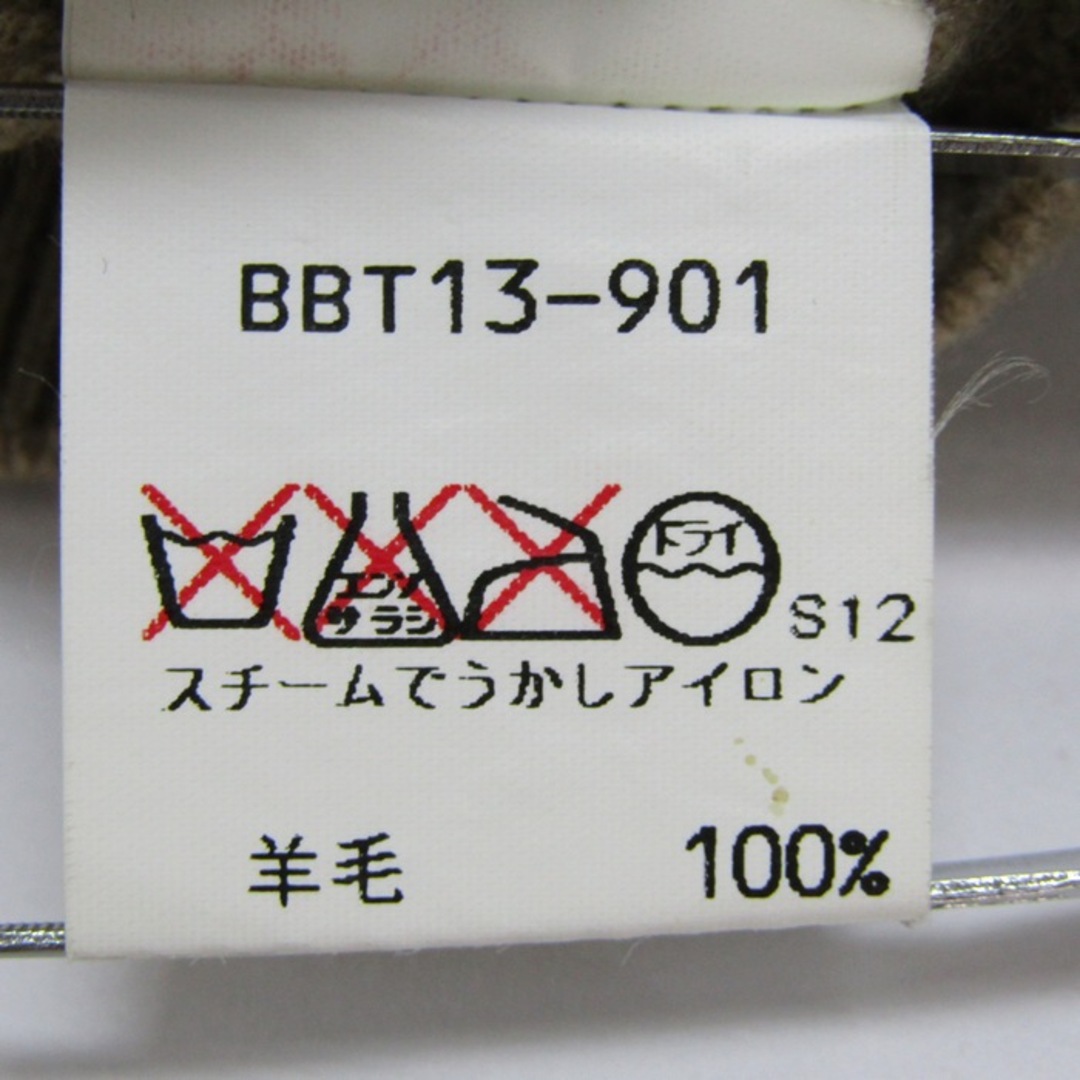 BBT13-901
エンソ
サラシ
ドライ
S12
スチームでうかしアイロン
羊毛 100%